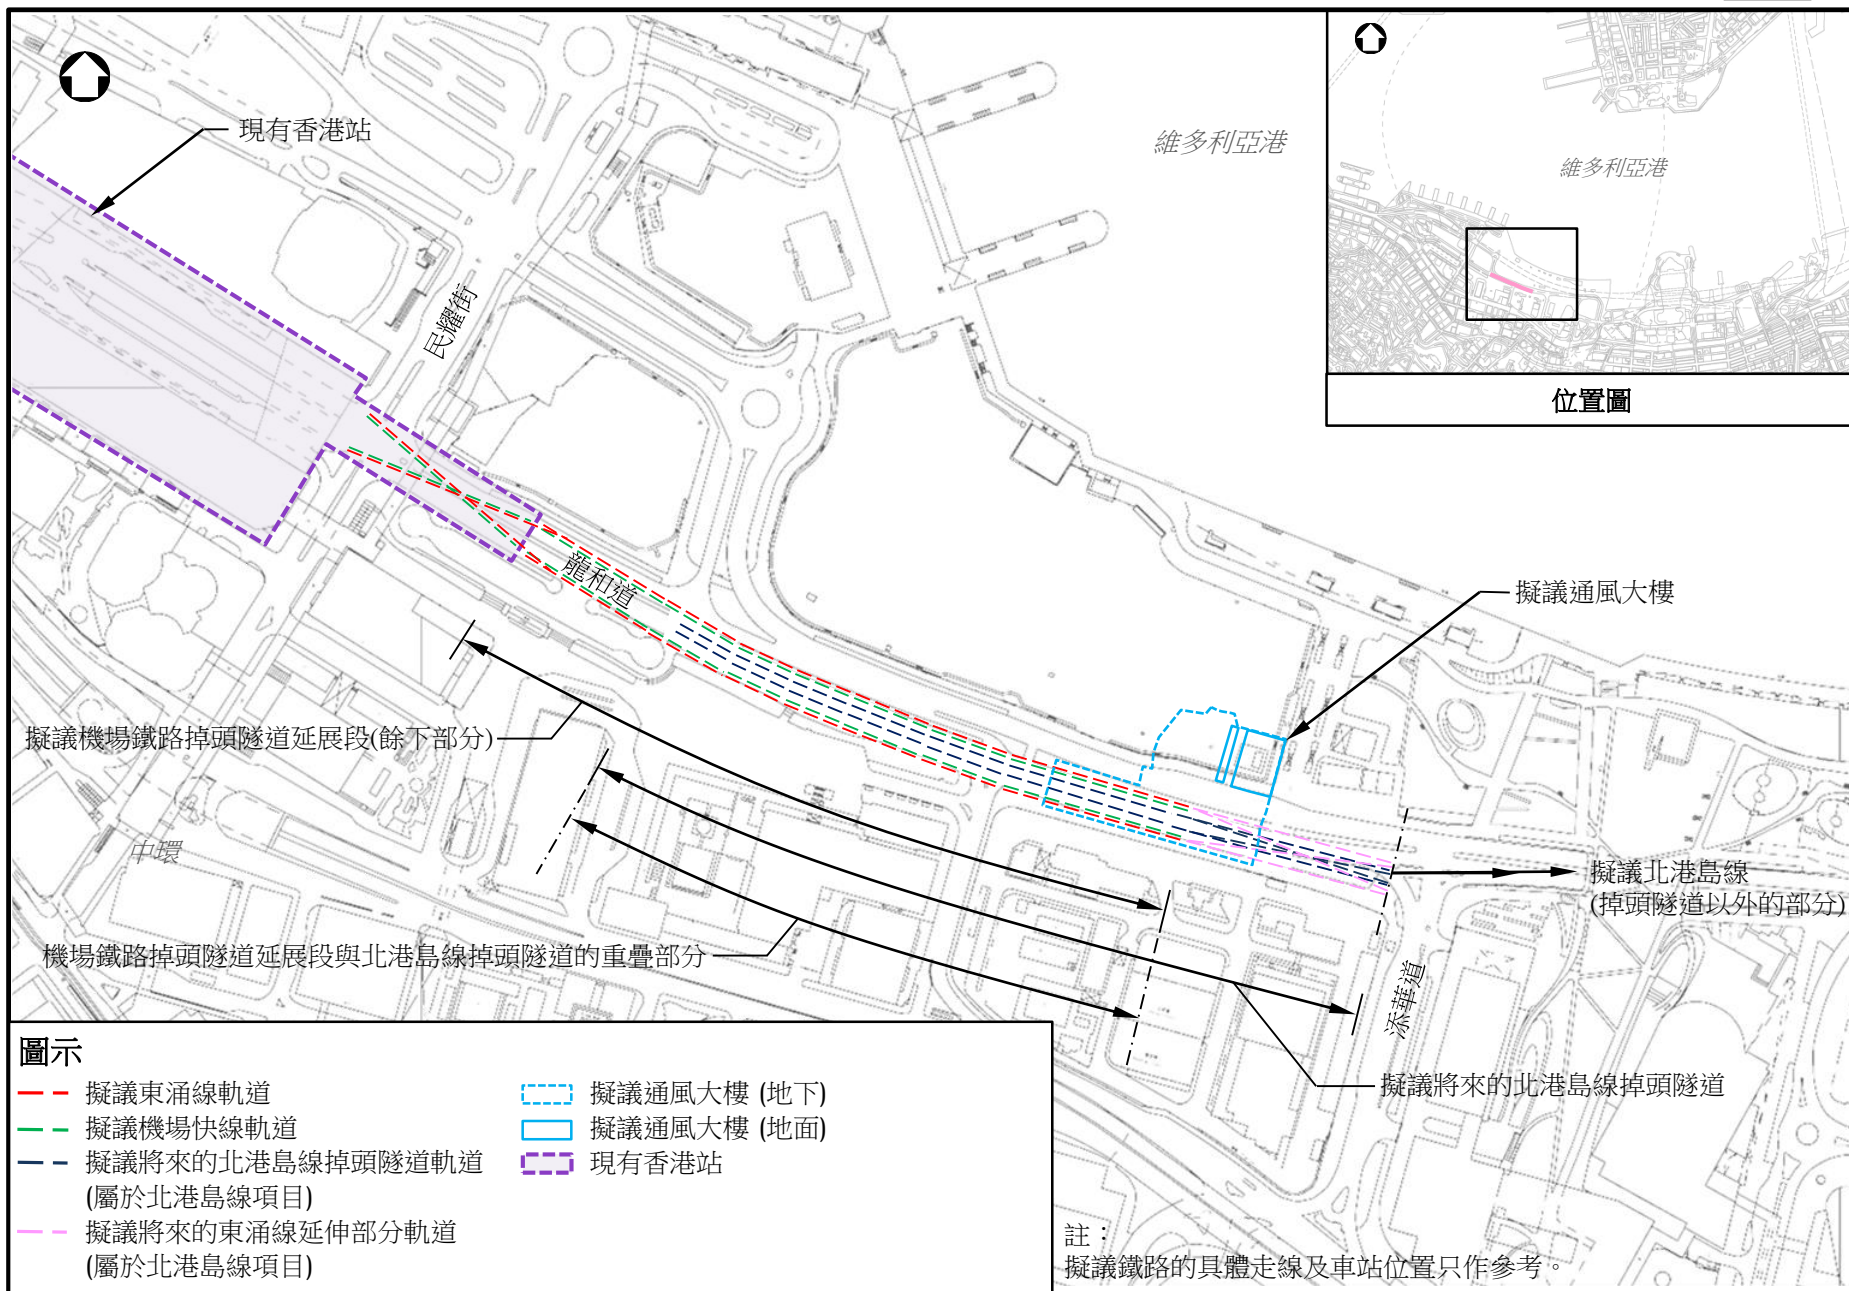 現有香港站
維多利亞港
維多利亞港
位置圖
民耀街
龍和道
擬議通風大樓
擬議機場鐵路掉頭隧道延展段(餘下部分)
中環
擬議北港島線
(掉頭隧道以外的部分)
機場鐵路掉頭隧道延展段與北港島線掉頭隧道的重疊部分
添華道
擬議將來的北港島線掉頭隧道
圖示
擬議東涌線軌道
擬議機場快線軌道
擬議將來的北港島線掉頭隧道軌道
(屬於北港島線項目)
擬議將來的東涌線延伸部分軌道
(屬於北港島線項目)
擬議通風大樓 (地下)
擬議通風大樓 (地面)
現有香港站
註：
擬議鐵路的具體走線及車站位置只作參考。